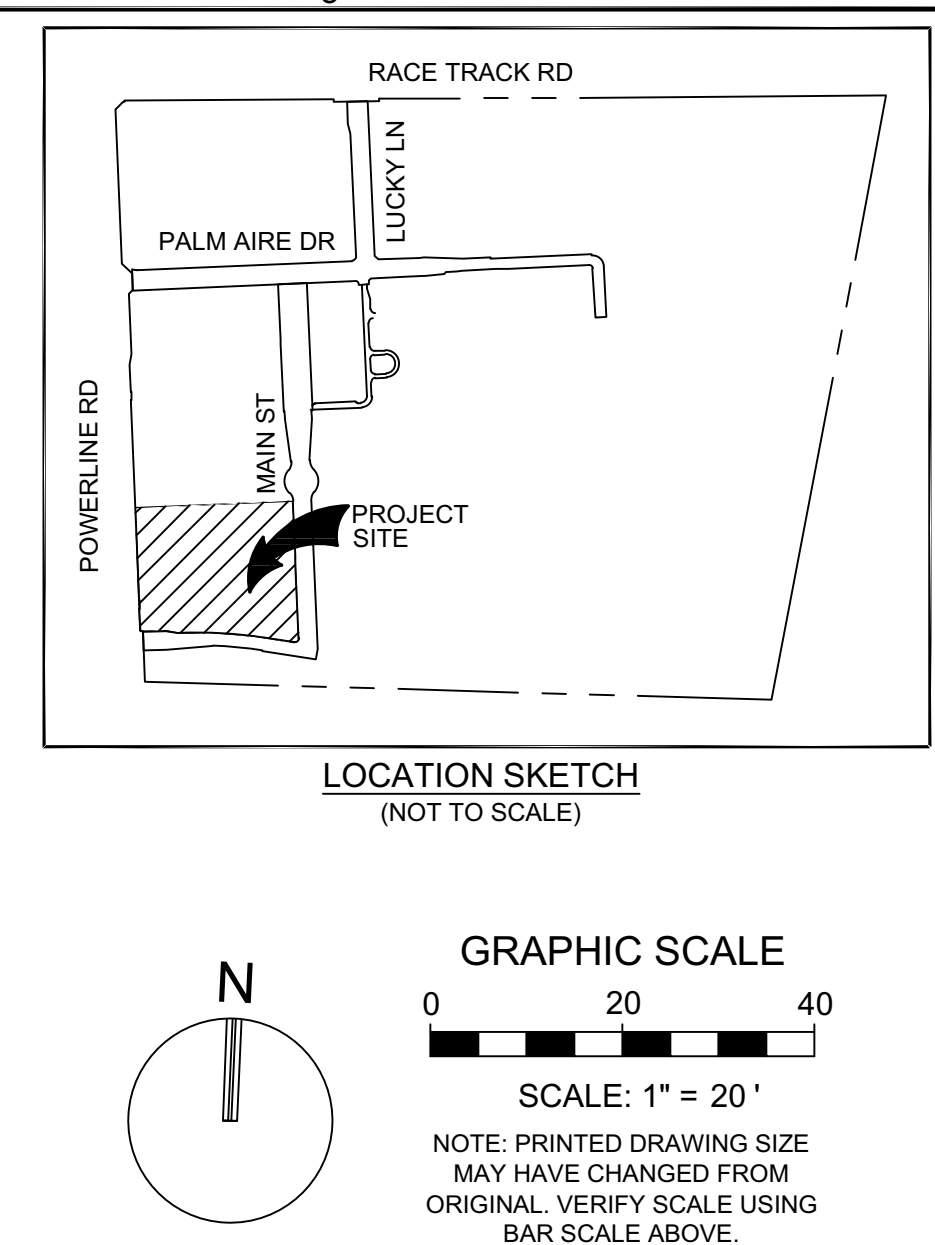 RACE TRACK RD
LUCKY LN
PALM AIRE DR
POWERLINE RD
MAIN ST
PROJECT
SITE
LOCATION SKETCH
(NOT TO SCALE)
N
GRAPHIC SCALE
0 20 40
SCALE: 1" = 20 '
NOTE: PRINTED DRAWING SIZE
MAY HAVE CHANGED FROM
ORIGINAL. VERIFY SCALE USING
BAR SCALE ABOVE.